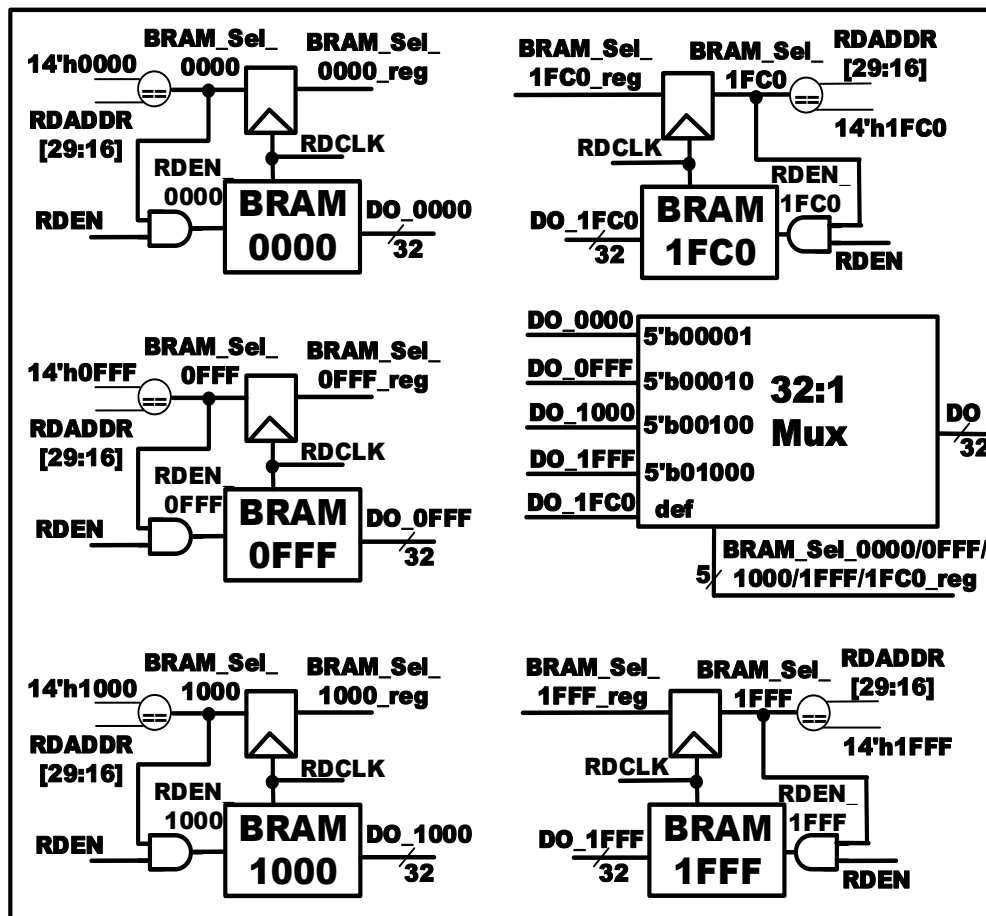 14'h0000
BRAM_Sel_
0000
BRAM_Sel_
0000_reg
==
RDADDR
[29:16]
RDCLK
RDEN_
0000
RDEN
BRAM
0000
DO_0000
32
BRAM_Sel_
1FC0_reg
BRAM_Sel_
1FC0
RDADDR
[29:16]
==
14'h1FC0
RDCLK
RDEN_
1FC0
DO_1FC0
32
BRAM
1FC0
RDEN
14'h0FFF
BRAM_Sel_
0FFF
BRAM_Sel_
0FFF_reg
==
RDADDR
[29:16]
RDCLK
RDEN_
0FFF
RDEN
BRAM
0FFF
DO_0FFF
32
DO_0000
5'b00001
DO_0FFF
5'b00010
DO_1000
5'b00100
DO_1FFF
5'b01000
DO_1FC0
def
32:1
Mux
DO
32
5
BRAM_Sel_0000/0FFF/
1000/1FFF/1FC0_reg
14'h1000
BRAM_Sel_
1000
BRAM_Sel_
1000_reg
==
RDADDR
[29:16]
RDCLK
RDEN_
1000
RDEN
BRAM
1000
DO_1000
32
BRAM_Sel_
1FFF_reg
BRAM_Sel_
1FFF
RDADDR
[29:16]
==
14'h1FFF
RDCLK
RDEN_
1FFF
DO_1FFF
32
BRAM
1FFF
RDEN